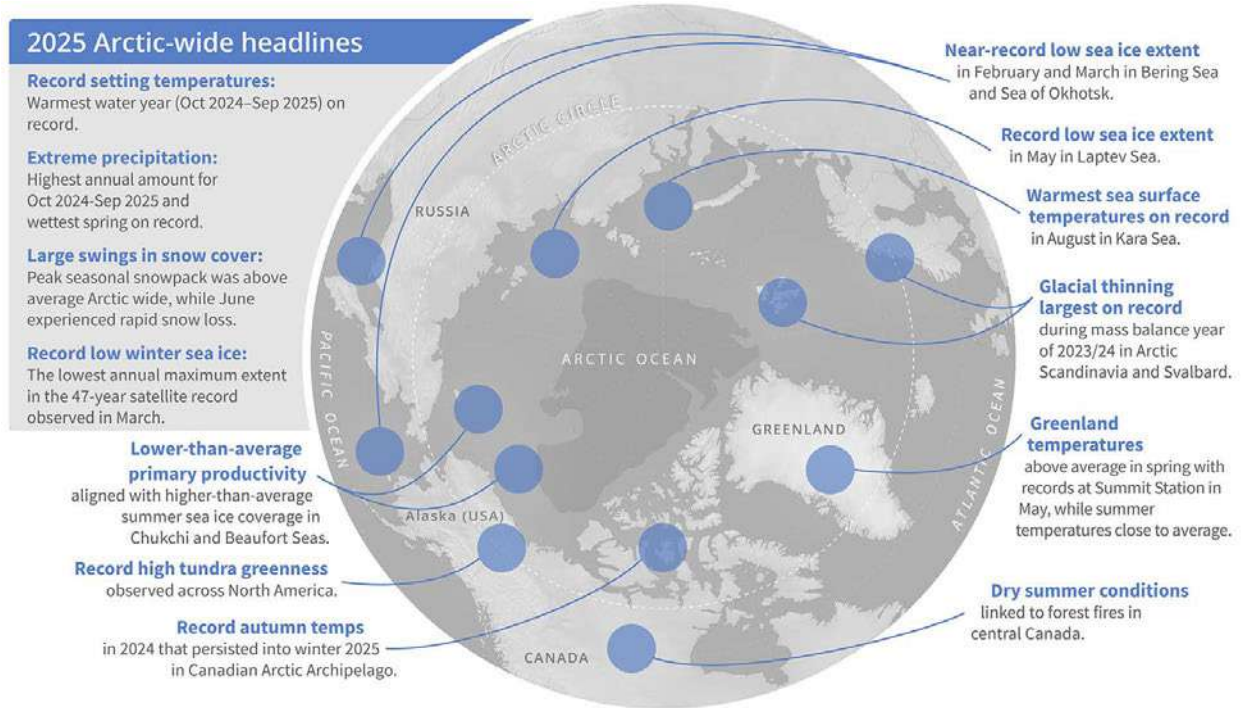 2025 Arctic-wide headlines
Record setting temperatures:
Warmest water year (Oct 2024–Sep 2025) on
record.
Extreme precipitation:
Highest annual amount for
Oct 2024-Sep 2025 and
wettest spring on record.
Large swings in snow cover:
Peak seasonal snowpack was above
average Arctic wide, while June
experienced rapid snow loss.
Record low winter sea ice:
The lowest annual maximum extent
in the 47-year satellite record
observed in March.
Lower-than-average
primary productivity
aligned with higher-than-average
summer sea ice coverage in
Chukchi and Beaufort Seas.
Record high tundra greenness
observed across North America.
Record autumn temps
in 2024 that persisted into winter 2025
in Canadian Arctic Archipelago.
ARCTIC CIRCLE
RUSSIA
PACIFIC OCEAN
ARCTIC OCEAN
GREENLAND
ATLANTIC OCEAN
Alaska (USA)
CANADA
Near-record low sea ice extent
in February and March in Bering Sea
and Sea of Okhotsk.
Record low sea ice extent
in May in Laptev Sea.
Warmest sea surface
temperatures on record
in August in Kara Sea.
Glacial thinning
largest on record
during mass balance year
of 2023/24 in Arctic
Scandinavia and Svalbard.
Greenland
temperatures
above average in spring with
records at Summit Station in
May, while summer
temperatures close to average.
Dry summer conditions
linked to forest fires in
central Canada.